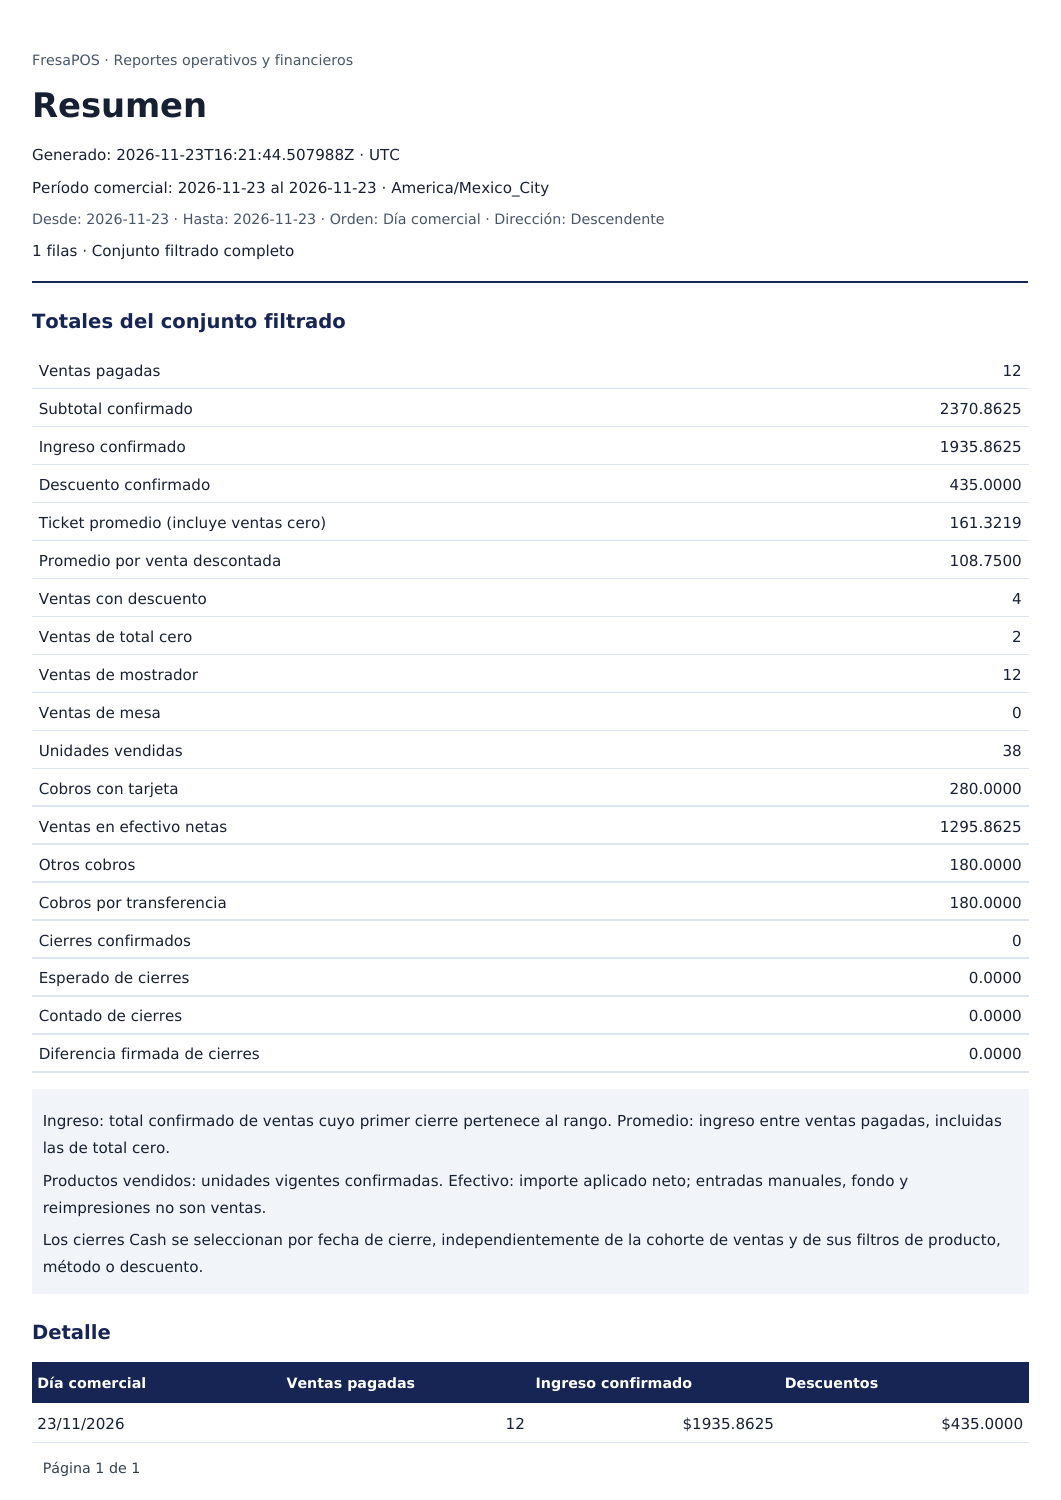 FresaPOS · Reportes operativos y financieros
Resumen
Generado: 2026-11-23T16:21:44.507988Z · UTC
Período comercial: 2026-11-23 al 2026-11-23 · America/Mexico_City
Desde: 2026-11-23 · Hasta: 2026-11-23 · Orden: Día comercial · Dirección: Descendente
1 filas · Conjunto filtrado completo
Totales del conjunto filtrado
Ventas pagadas 12
Subtotal confirmado 2370.8625
Ingreso confirmado 1935.8625
Descuento confirmado 435.0000
Ticket promedio (incluye ventas cero) 161.3219
Promedio por venta descontada 108.7500
Ventas con descuento 4
Ventas de total cero 2
Ventas de mostrador 12
Ventas de mesa 0
Unidades vendidas 38
Cobros con tarjeta 280.0000
Ventas en efectivo netas 1295.8625
Otros cobros 180.0000
Cobros por transferencia 180.0000
Cierres confirmados 0
Esperado de cierres 0.0000
Contado de cierres 0.0000
Diferencia firmada de cierres 0.0000
Ingreso: total confirmado de ventas cuyo primer cierre pertenece al rango. Promedio: ingreso entre ventas pagadas, incluidas
las de total cero.
Productos vendidos: unidades vigentes confirmadas. Efectivo: importe aplicado neto; entradas manuales, fondo y
reimpresiones no son ventas.
Los cierres Cash se seleccionan por fecha de cierre, independientemente de la cohorte de ventas y de sus filtros de producto,
método o descuento.
Detalle
Día comercial Ventas pagadas Ingreso confirmado Descuentos
23/11/2026 12 $1935.8625 $435.0000
Página 1 de 1